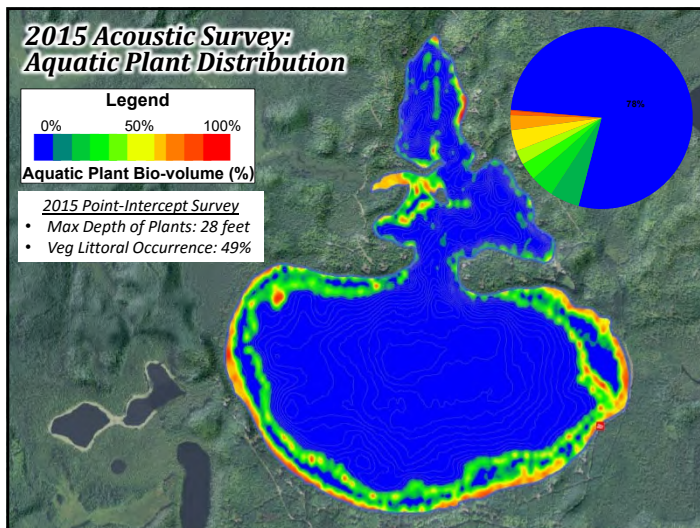 2015 Acoustic Survey:
Aquatic Plant Distribution
Legend
0% 50% 100%
Aquatic Plant Bio-volume (%)
2015 Point-Intercept Survey
• Max Depth of Plants: 28 feet
• Veg Littoral Occurrence: 49%